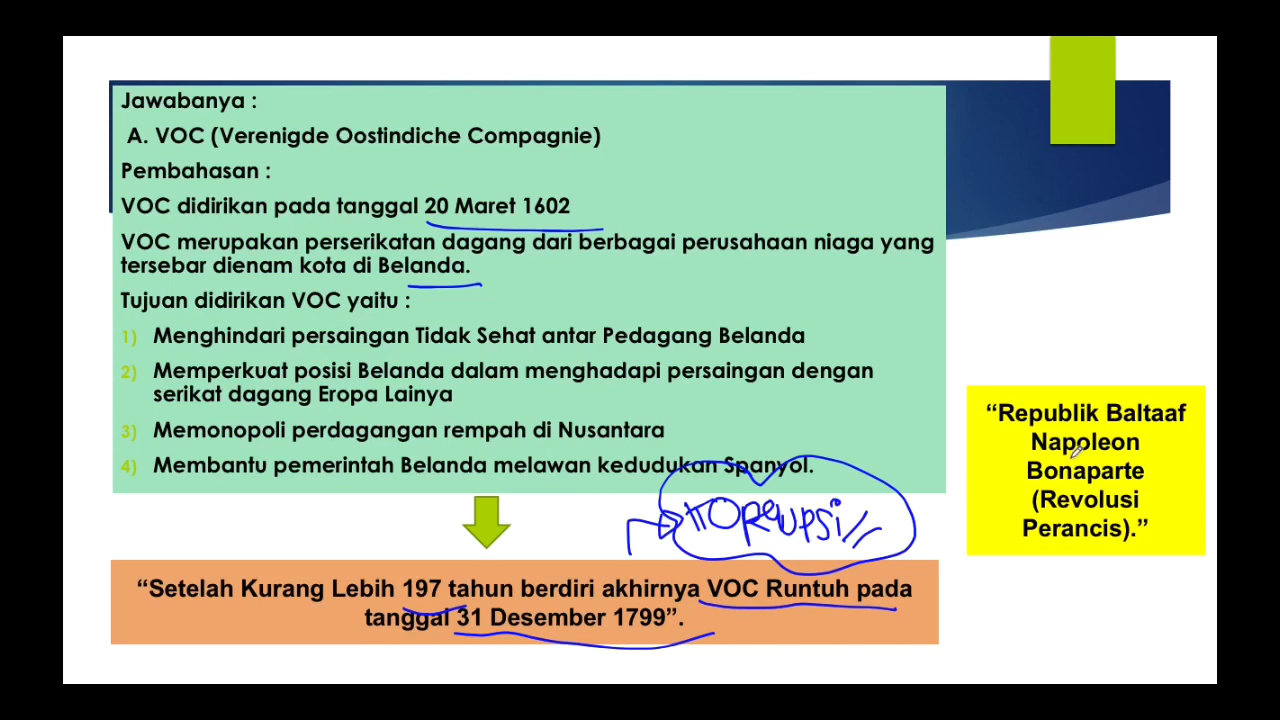 Jawabanya :
A. VOC (Verenigde Oostindiche Compagnie)
Pembahasan :
VOC didirikan pada tanggal 20 Maret 1602
VOC merupakan perserikatan dagang dari berbagai perusahaan niaga yang
tersebar dienam kota di Belanda.
Tujuan didirikan VOC yaitu :
1) Menghindari persaingan Tidak Sehat antar Pedagang Belanda
2) Memperkuat posisi Belanda dalam menghadapi persaingan dengan
serikat dagang Eropa Lainya
3) Memonopoli perdagangan rempah di Nusantara
4) Membantu pemerintah Belanda melawan kedudukan Spanyol.
KORUPSi
“Setelah Kurang Lebih 197 tahun berdiri akhirnya VOC Runtuh pada
tanggal 31 Desember 1799”.
“Republik Baltaaf
Napoleon
Bonaparte
(Revolusi
Perancis).”